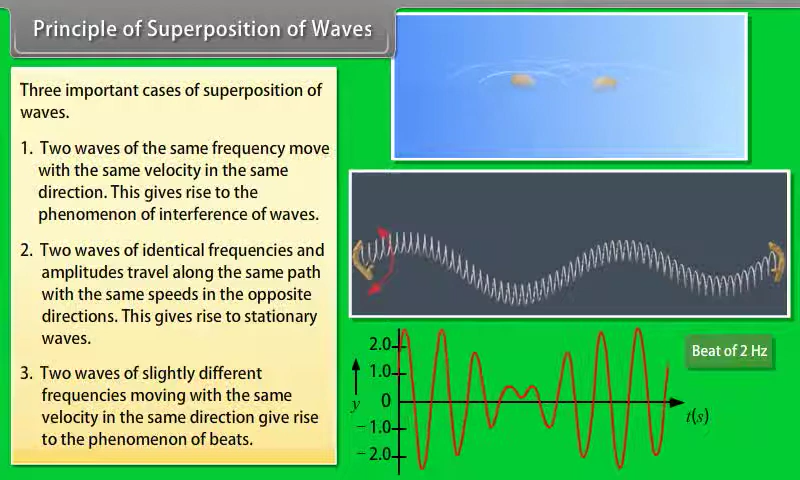 Principle of Superposition of Waves
Three important cases of superposition of
waves.
1. Two waves of the same frequency move
with the same velocity in the same
direction. This gives rise to the
phenomenon of interference of waves.
2. Two waves of identical frequencies and
amplitudes travel along the same path
with the same speeds in the opposite
directions. This gives rise to stationary
waves.
3. Two waves of slightly different
frequencies moving with the same
velocity in the same direction give rise
to the phenomenon of beats.
2.0
1.0
y 0
-1.0
-2.0
t(s)
Beat of 2 Hz